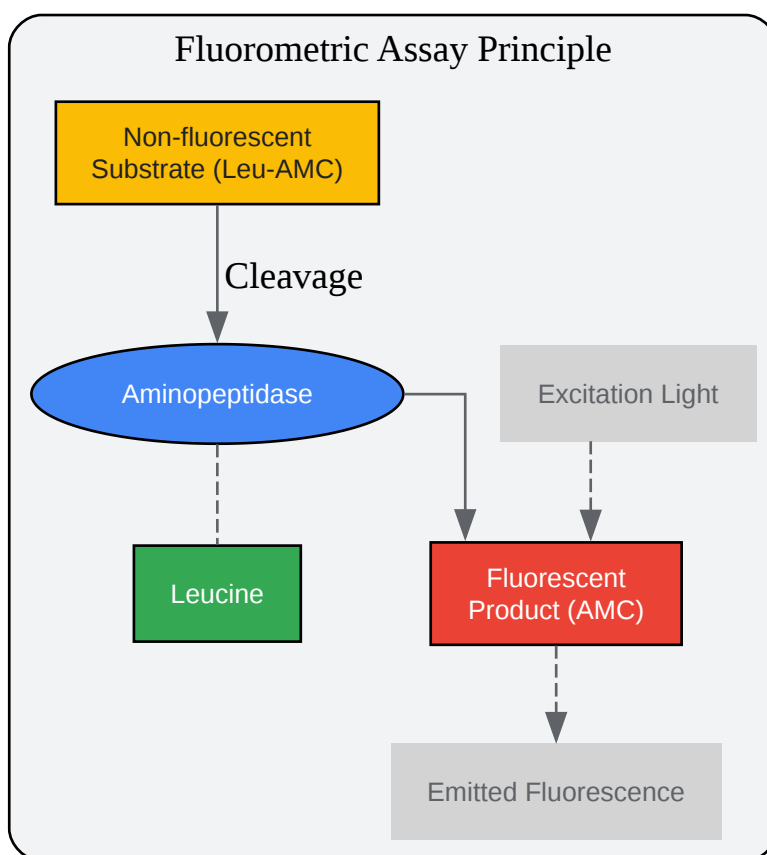 Fluorometric Assay Principle
Non-fluorescent
Substrate (Leu-AMC)
Cleavage
Aminopeptidase
Excitation Light
Leucine
Fluorescent
Product (AMC)
Emitted Fluorescence